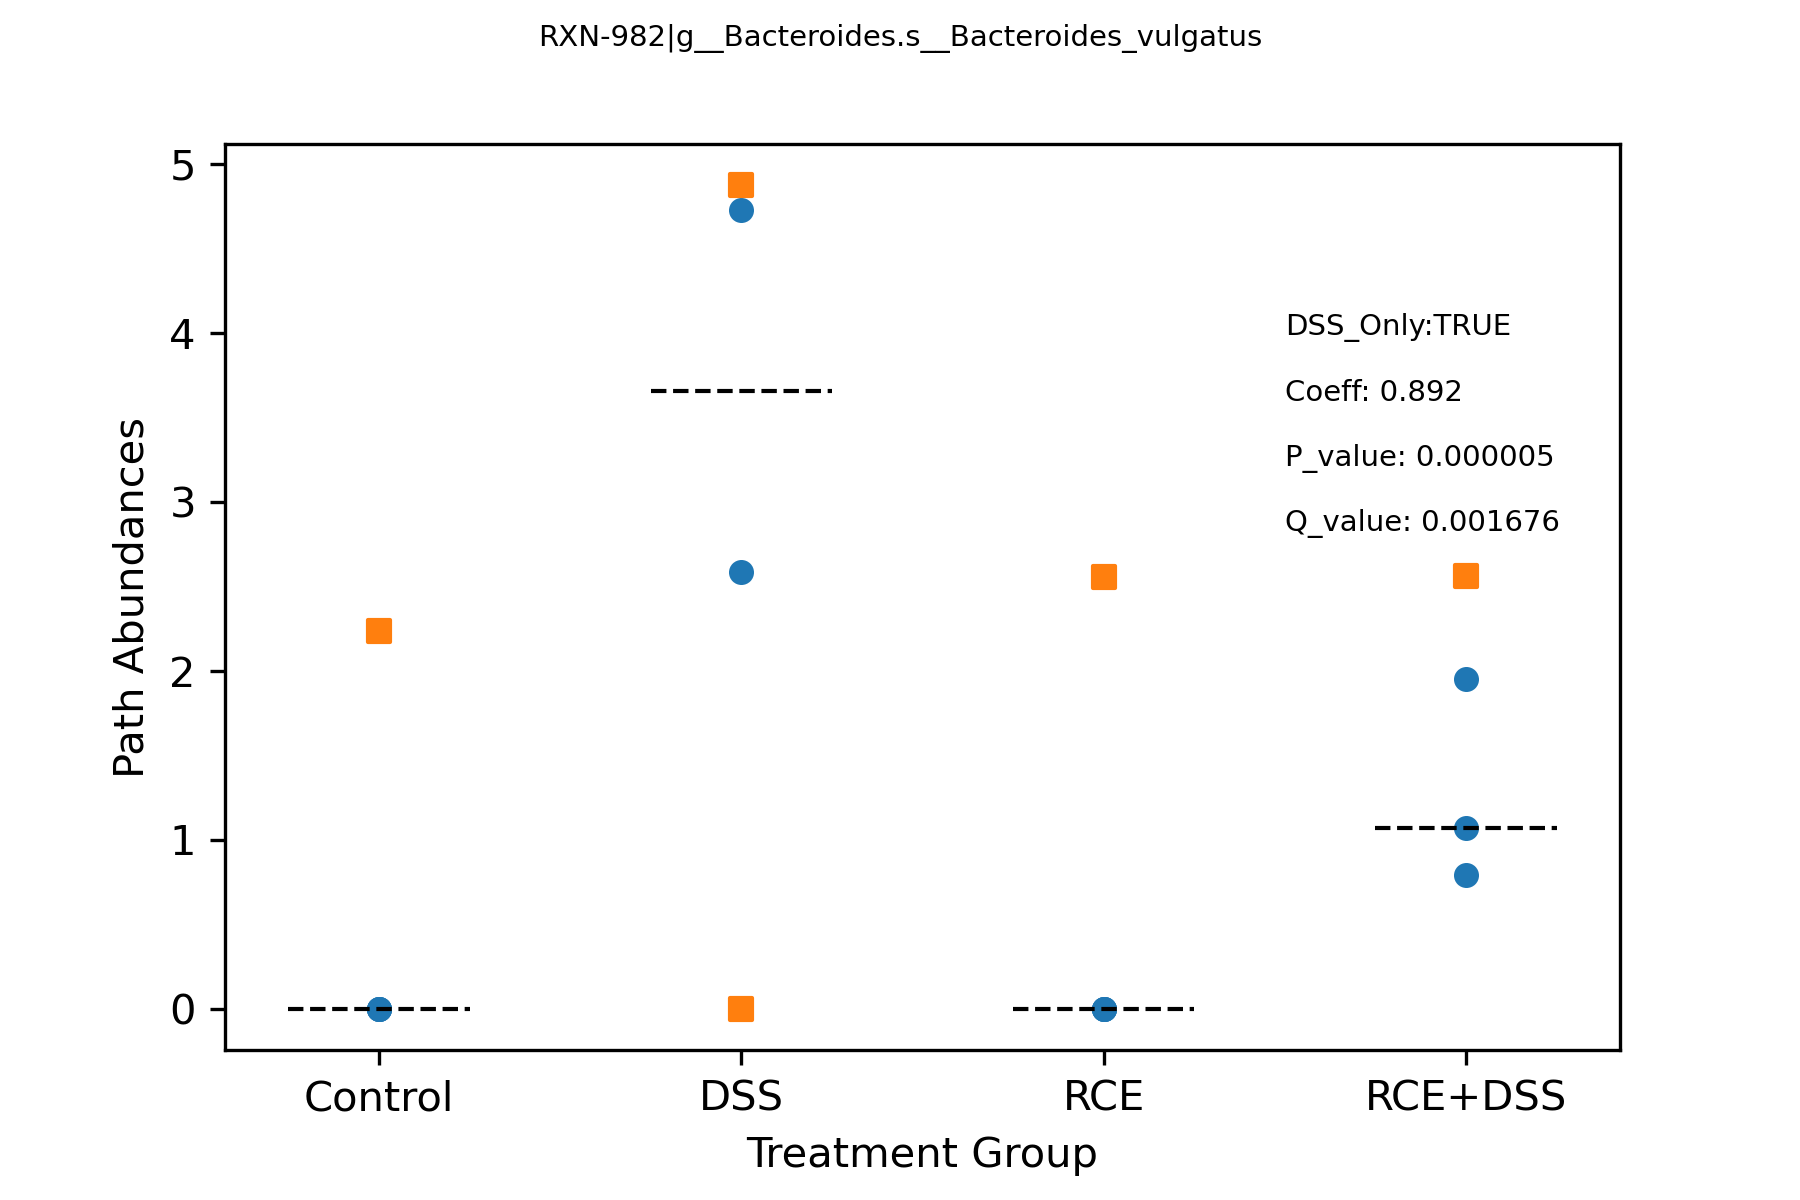 RXN-982|g__Bacteroides.s__Bacteroides_vulgatus
5
4
3
2
1
0
Path Abundances
DSS_Only:TRUE
Coeff: 0.892
P_value: 0.000005
Q_value: 0.001676
Control
DSS
RCE
RCE+DSS
Treatment Group